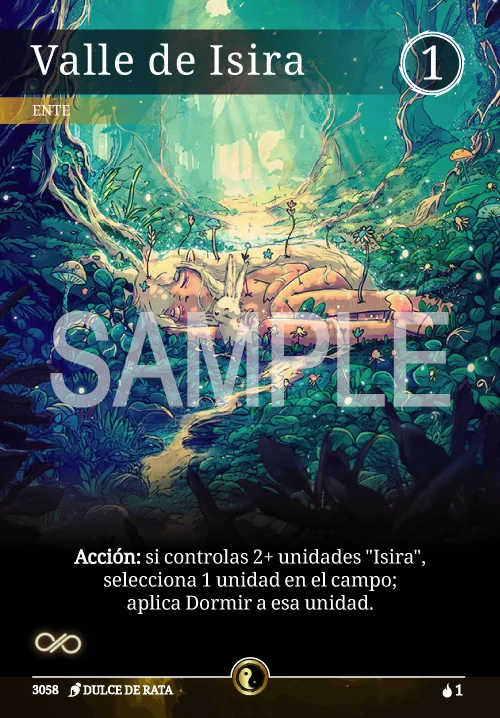 Valle de Isira
1
ENTE
SAMPLE
Acción: si controlas 2+ unidades "Isira",
selecciona 1 unidad en el campo;
aplica Dormir a esa unidad.
3058 DULCE DE RATA
1